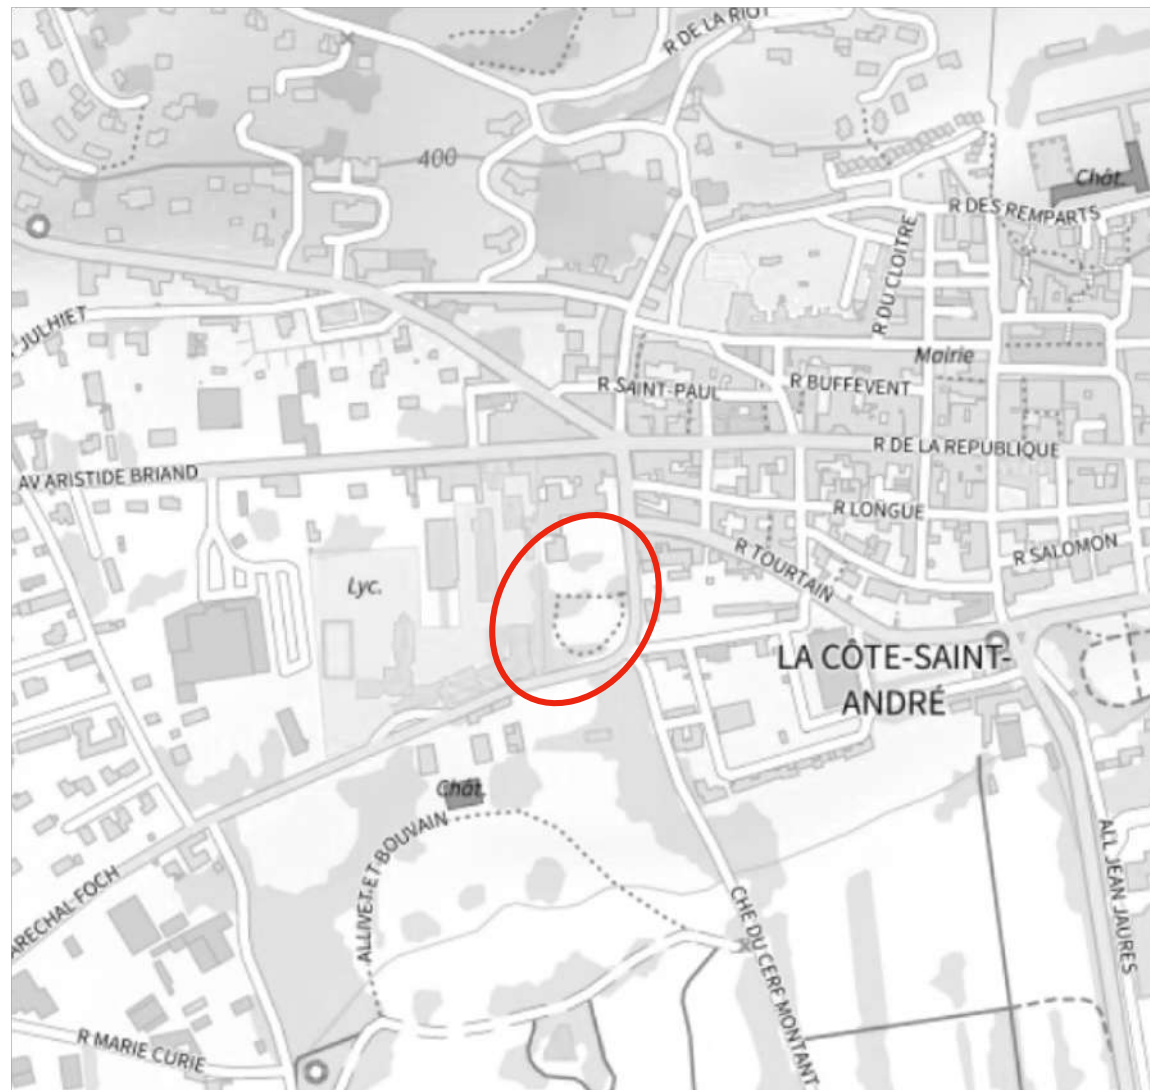 R DE LA RIOT
400
Chât.
R DES REMPARTS
R DU CLOITRE
JULHIET
Mairie
R SAINT-PAUL
R BUFFEVENT
R DE LA REPUBLIQUE
AV ARISTIDE BRIAND
R LONGUE
R TOURTAIN
R SALOMON
Lyc.
LA CÔTE-SAINT-
ANDRÉ
Chât.
ALLIVET ET BOUVAIN
ARECHAL FOCH
CHE DU CERF MONTANT
ALL JEAN JAURES
R MARIE CURIE